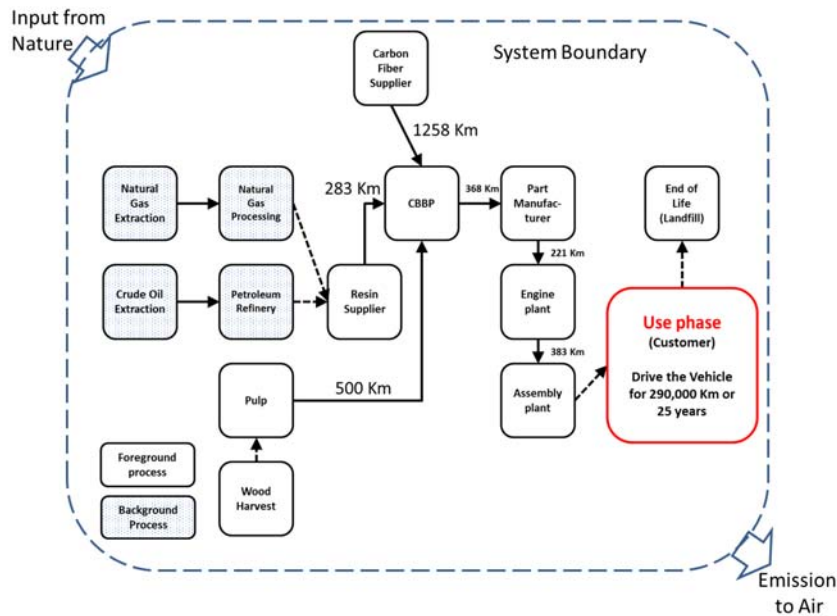 Input from
Nature
System Boundary
Carbon
Fiber
Supplier
1258 Km
Natural
Gas
Extraction
Natural
Gas
Processing
283 Km
CBBP
368 Km
Part
Manufac-
turer
End of
Life
(Landfill)
221 Km
Crude Oil
Extraction
Petroleum
Refinery
Resin
Supplier
Engine
plant
383 Km
Use phase
(Customer)
Drive the Vehicle
for 290,000 Km or
25 years
Pulp
500 Km
Assembly
plant
Foreground
process
Wood
Harvest
Background
Process
Emission
to Air